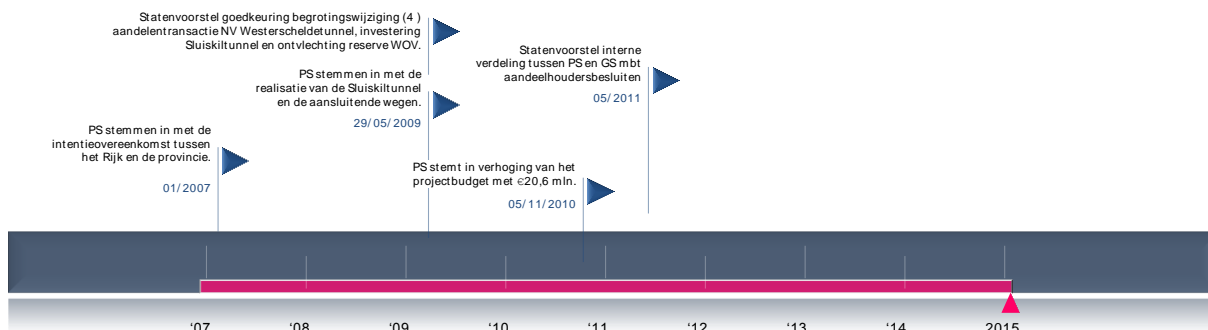 Statenvoorstel goedkeuring begrotingswijziging (4 )
aandelentransactie NV Westerscheldetunnel, investering
Sluiskiltunnel en ontvlechting reserve WOV.
PS stemmen in met de
realisatie van de Sluiskiltunnel
en de aansluitende wegen.
29/05/2009
Statenvoorstel interne
verdeling tussen PS en GS mbt
aandeelhoudersbesluiten
05/2011
PS stemmen in met de
intentieovereenkomst tussen
het Rijk en de provincie.
01/2007
PS stemt in verhoging van het
projectbudget met €20,6 mln.
05/11/2010
‘07 ‘08 ‘09 ‘10 ‘11 ‘12 ‘13 ‘14 2015